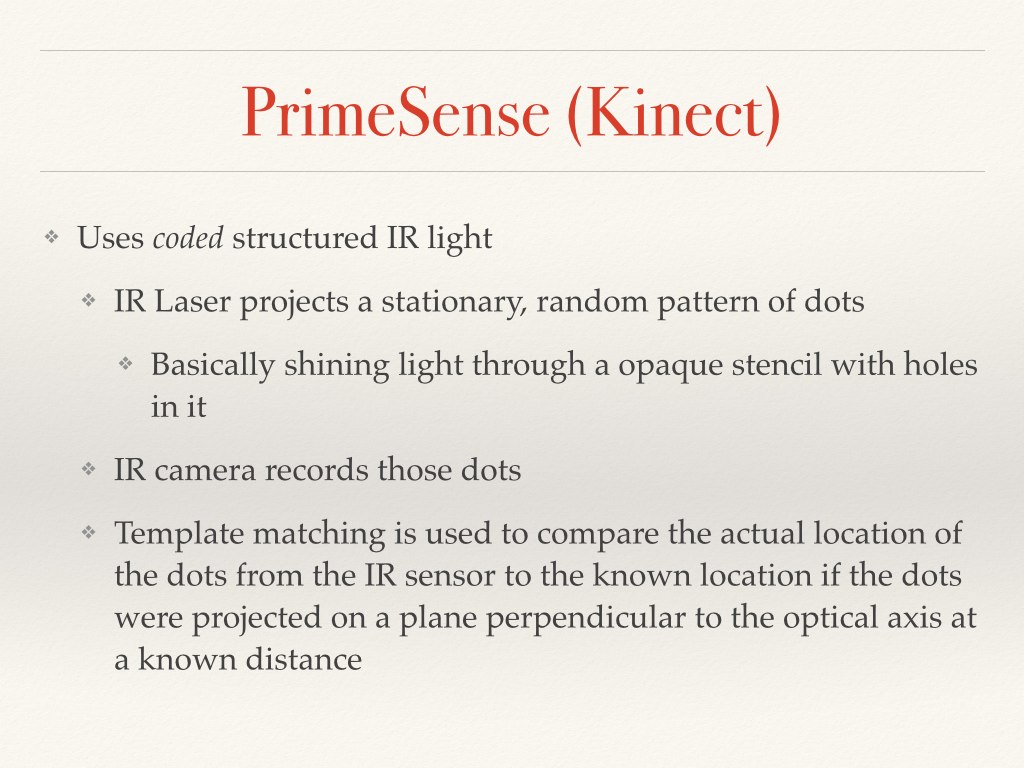 PrimeSense (Kinect)
❖ Uses coded structured IR light
❖ IR Laser projects a stationary, random pattern of dots
❖ Basically shining light through a opaque stencil with holes
in it
❖ IR camera records those dots
❖ Template matching is used to compare the actual location of
the dots from the IR sensor to the known location if the dots
were projected on a plane perpendicular to the optical axis at
a known distance